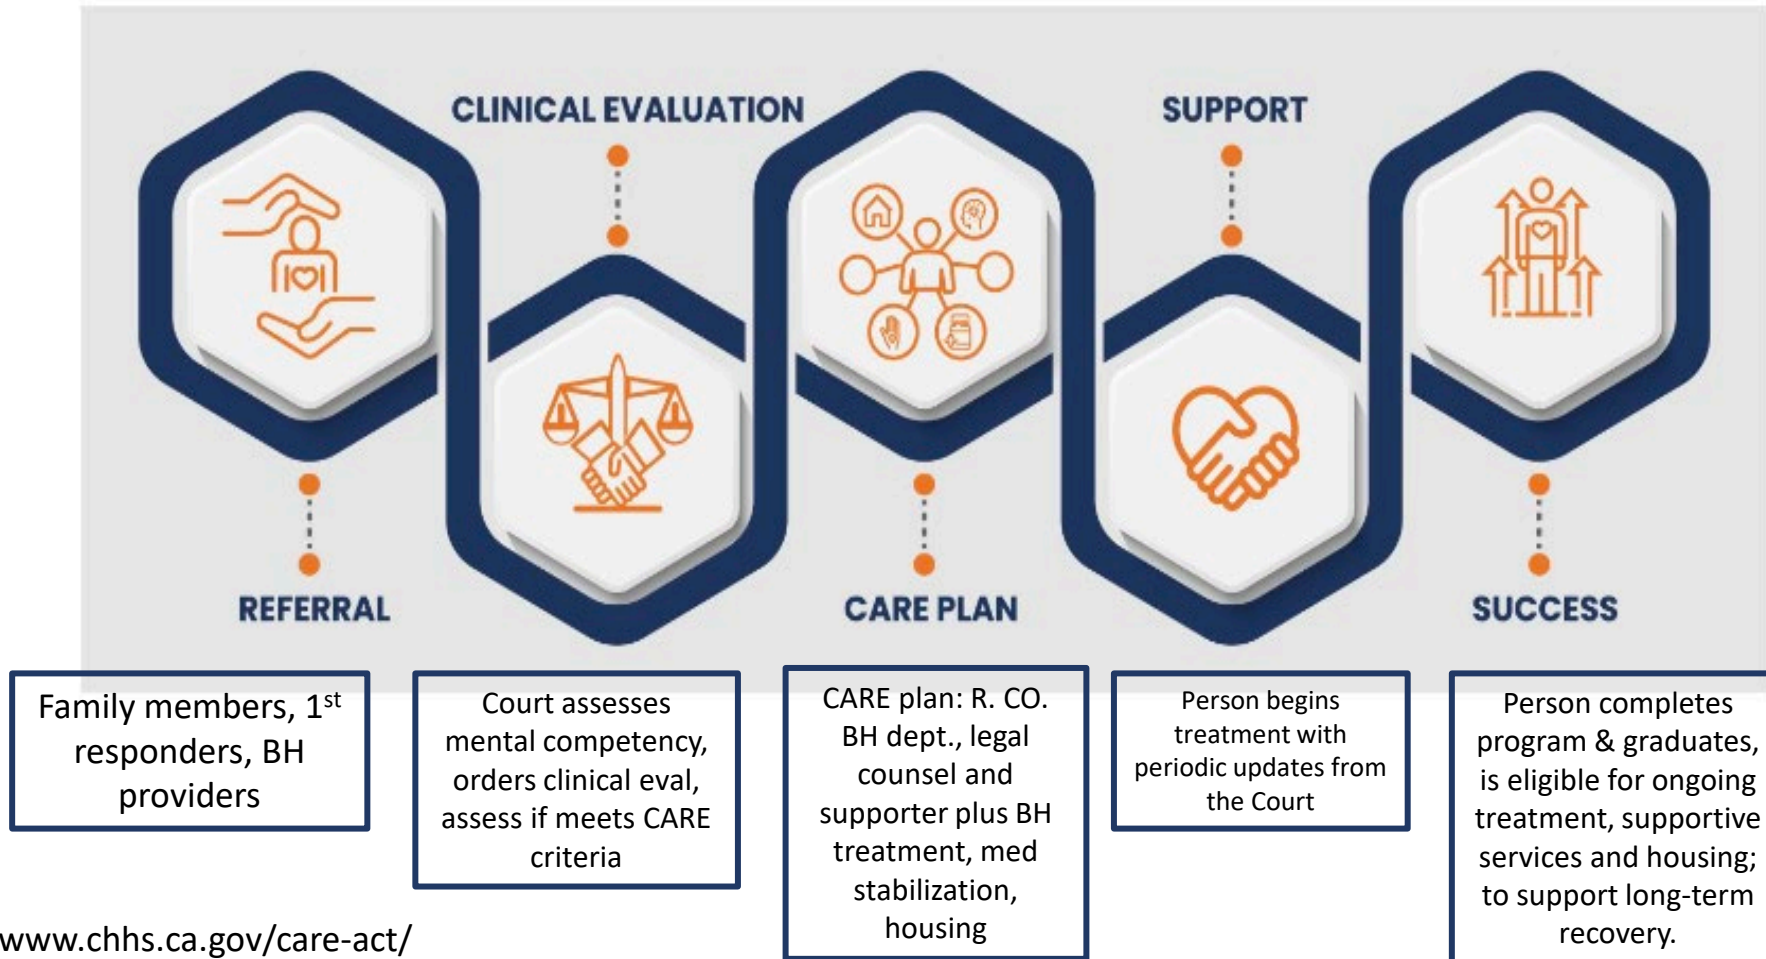 CLINICAL EVALUATION
SUPPORT
REFERRAL
CARE PLAN
SUCCESS
Family members, 1st
responders, BH
providers
Court assesses
mental competency,
orders clinical eval,
assess if meets CARE
criteria
CARE plan: R. CO.
BH dept., legal
counsel and
supporter plus BH
treatment, med
stabilization,
housing
Person begins
treatment with
periodic updates from
the Court
Person completes
program & graduates,
is eligible for ongoing
treatment, supportive
services and housing;
to support long-term
recovery.
www.chhs.ca.gov/care-act/